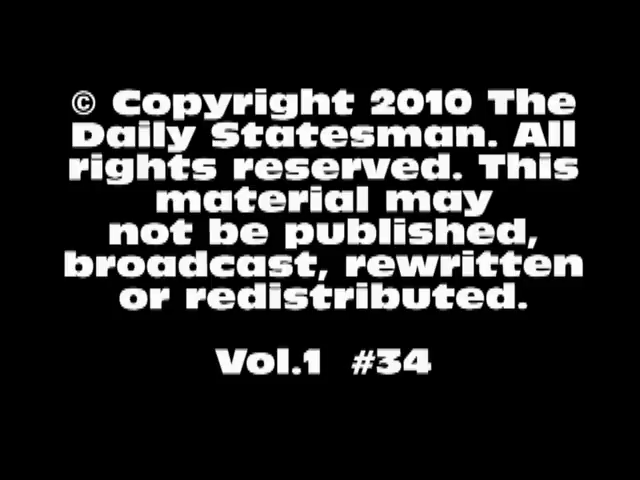 © Copyright 2010 The
Daily Statesman. All
rights reserved. This
material may
not be published,
broadcast, rewritten
or redistributed.
Vol.1 #34